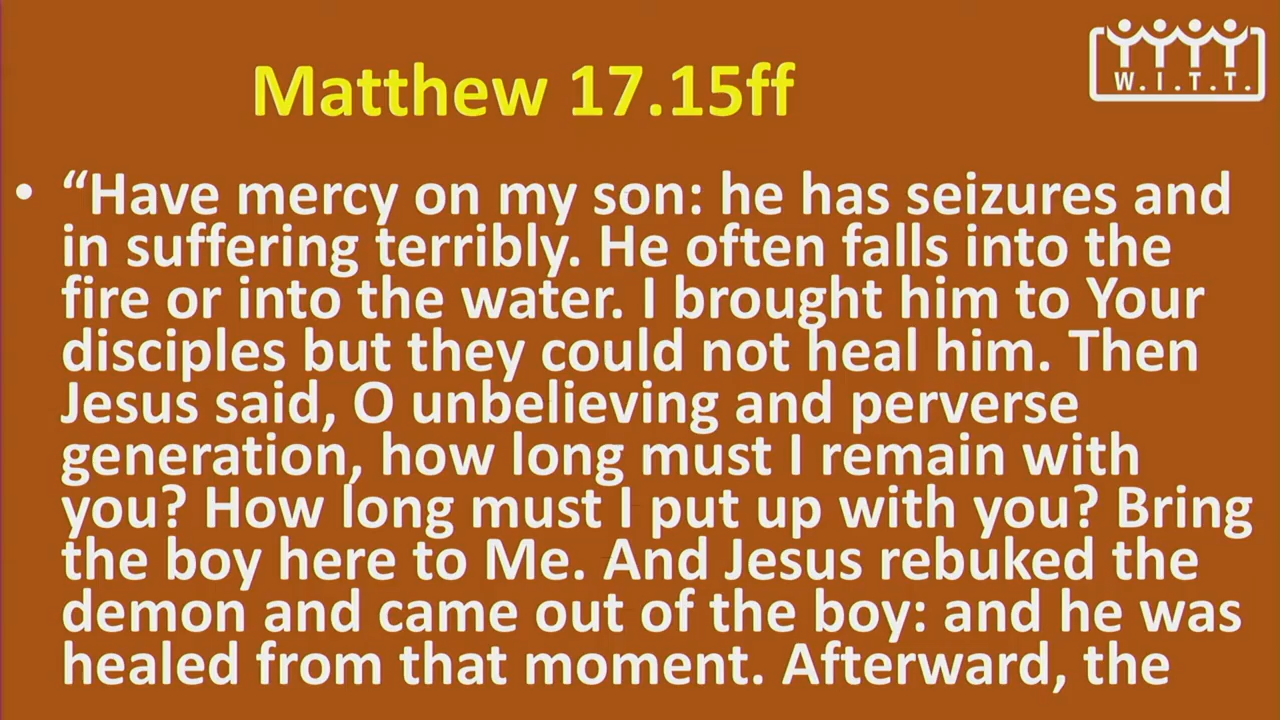 W.I.T.T.
Matthew 17.15ff
• “Have mercy on my son: he has seizures and
in suffering terribly. He often falls into the
fire or into the water. I brought him to Your
disciples but they could not heal him. Then
Jesus said, O unbelieving and perverse
generation, how long must I remain with
you? How long must I put up with you? Bring
the boy here to Me. And Jesus rebuked the
demon and came out of the boy: and he was
healed from that moment. Afterward, the